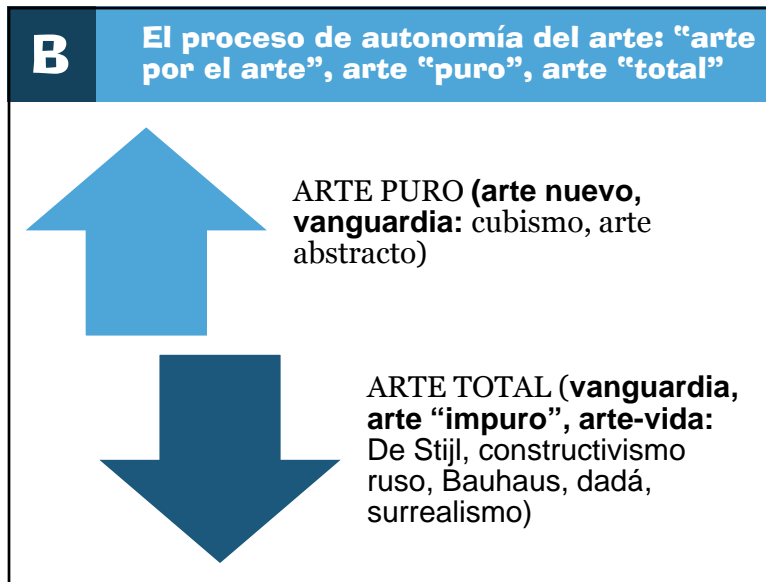 B
El proceso de autonomía del arte: “arte
por el arte”, arte “puro”, arte “total”
ARTE PURO (arte nuevo,
vanguardia: cubismo, arte
abstracto)
ARTE TOTAL (vanguardia,
arte “impuro”, arte-vida:
De Stijl, constructivismo
ruso, Bauhaus, dadá,
surrealismo)